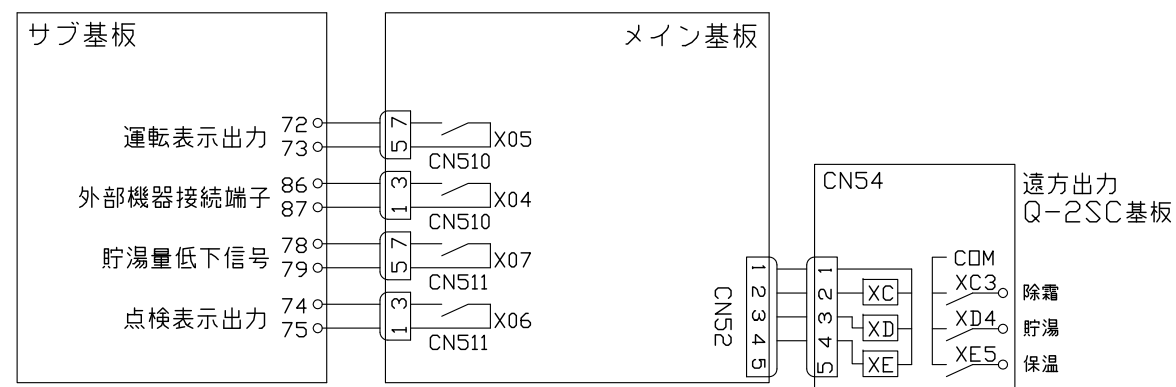 サブ基板
メイン基板
運転表示出力
72
73
7
5
X05
CN510
外部機器接続端子
86
87
3
1
X04
CN510
貯湯量低下信号
78
79
7
5
X07
CN511
点検表示出力
74
75
3
1
X06
CN511
CN52
1
2
3
4
5
CN54
1
2
3
4
5
XC
XD
XE
COM
XC3
XD4
XE5
除霜
貯湯
保温
遠方出力
Q-2SC基板